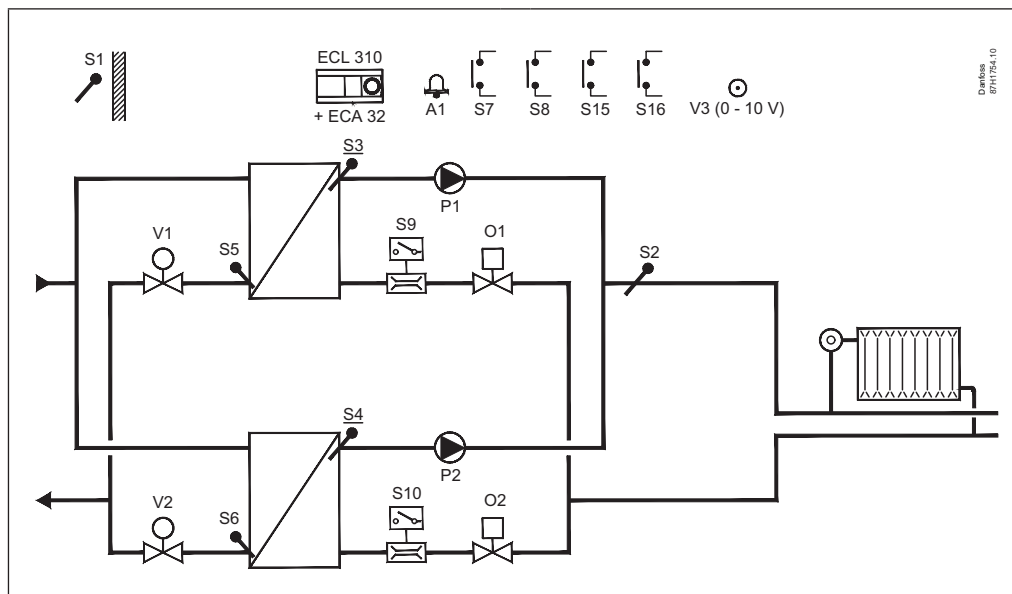 S1
ECL 310
+ ECA 32
A1
S7
S8
S15
S16
V3 (0 - 10 V)
Danfoss
87H1754.10
S3
P1
V1
S5
S9
O1
S2
S4
P2
V2
S6
S10
O2